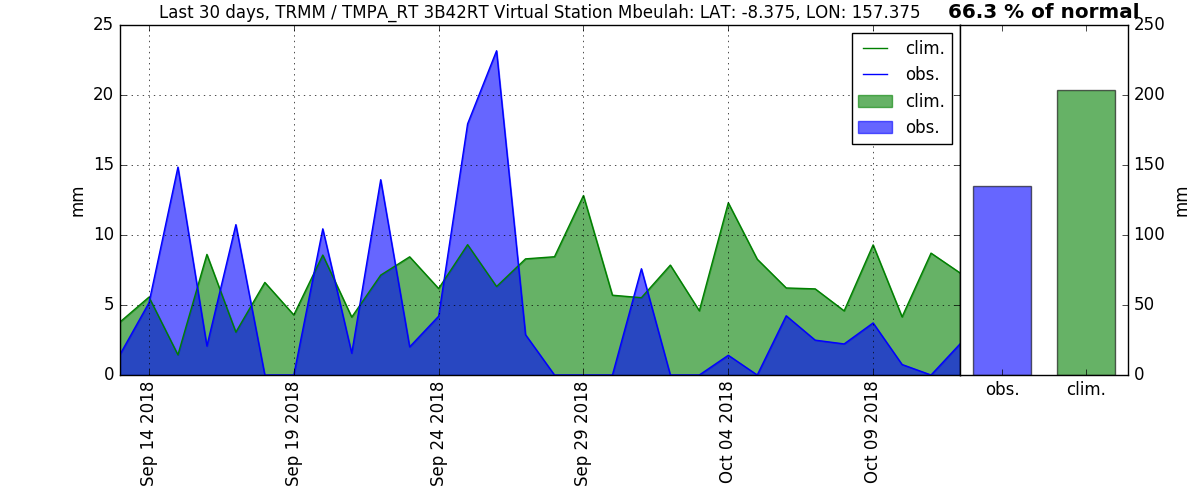 Last 30 days, TRMM / TMPA_RT 3B42RT Virtual Station Mbeulah: LAT: -8.375, LON: 157.375
66.3 % of normal
25
20
15
10
5
0
mm
clim.
obs.
clim.
obs.
Sep 14 2018
Sep 19 2018
Sep 24 2018
Sep 29 2018
Oct 04 2018
Oct 09 2018
250
200
150
100
50
0
mm
obs.
clim.